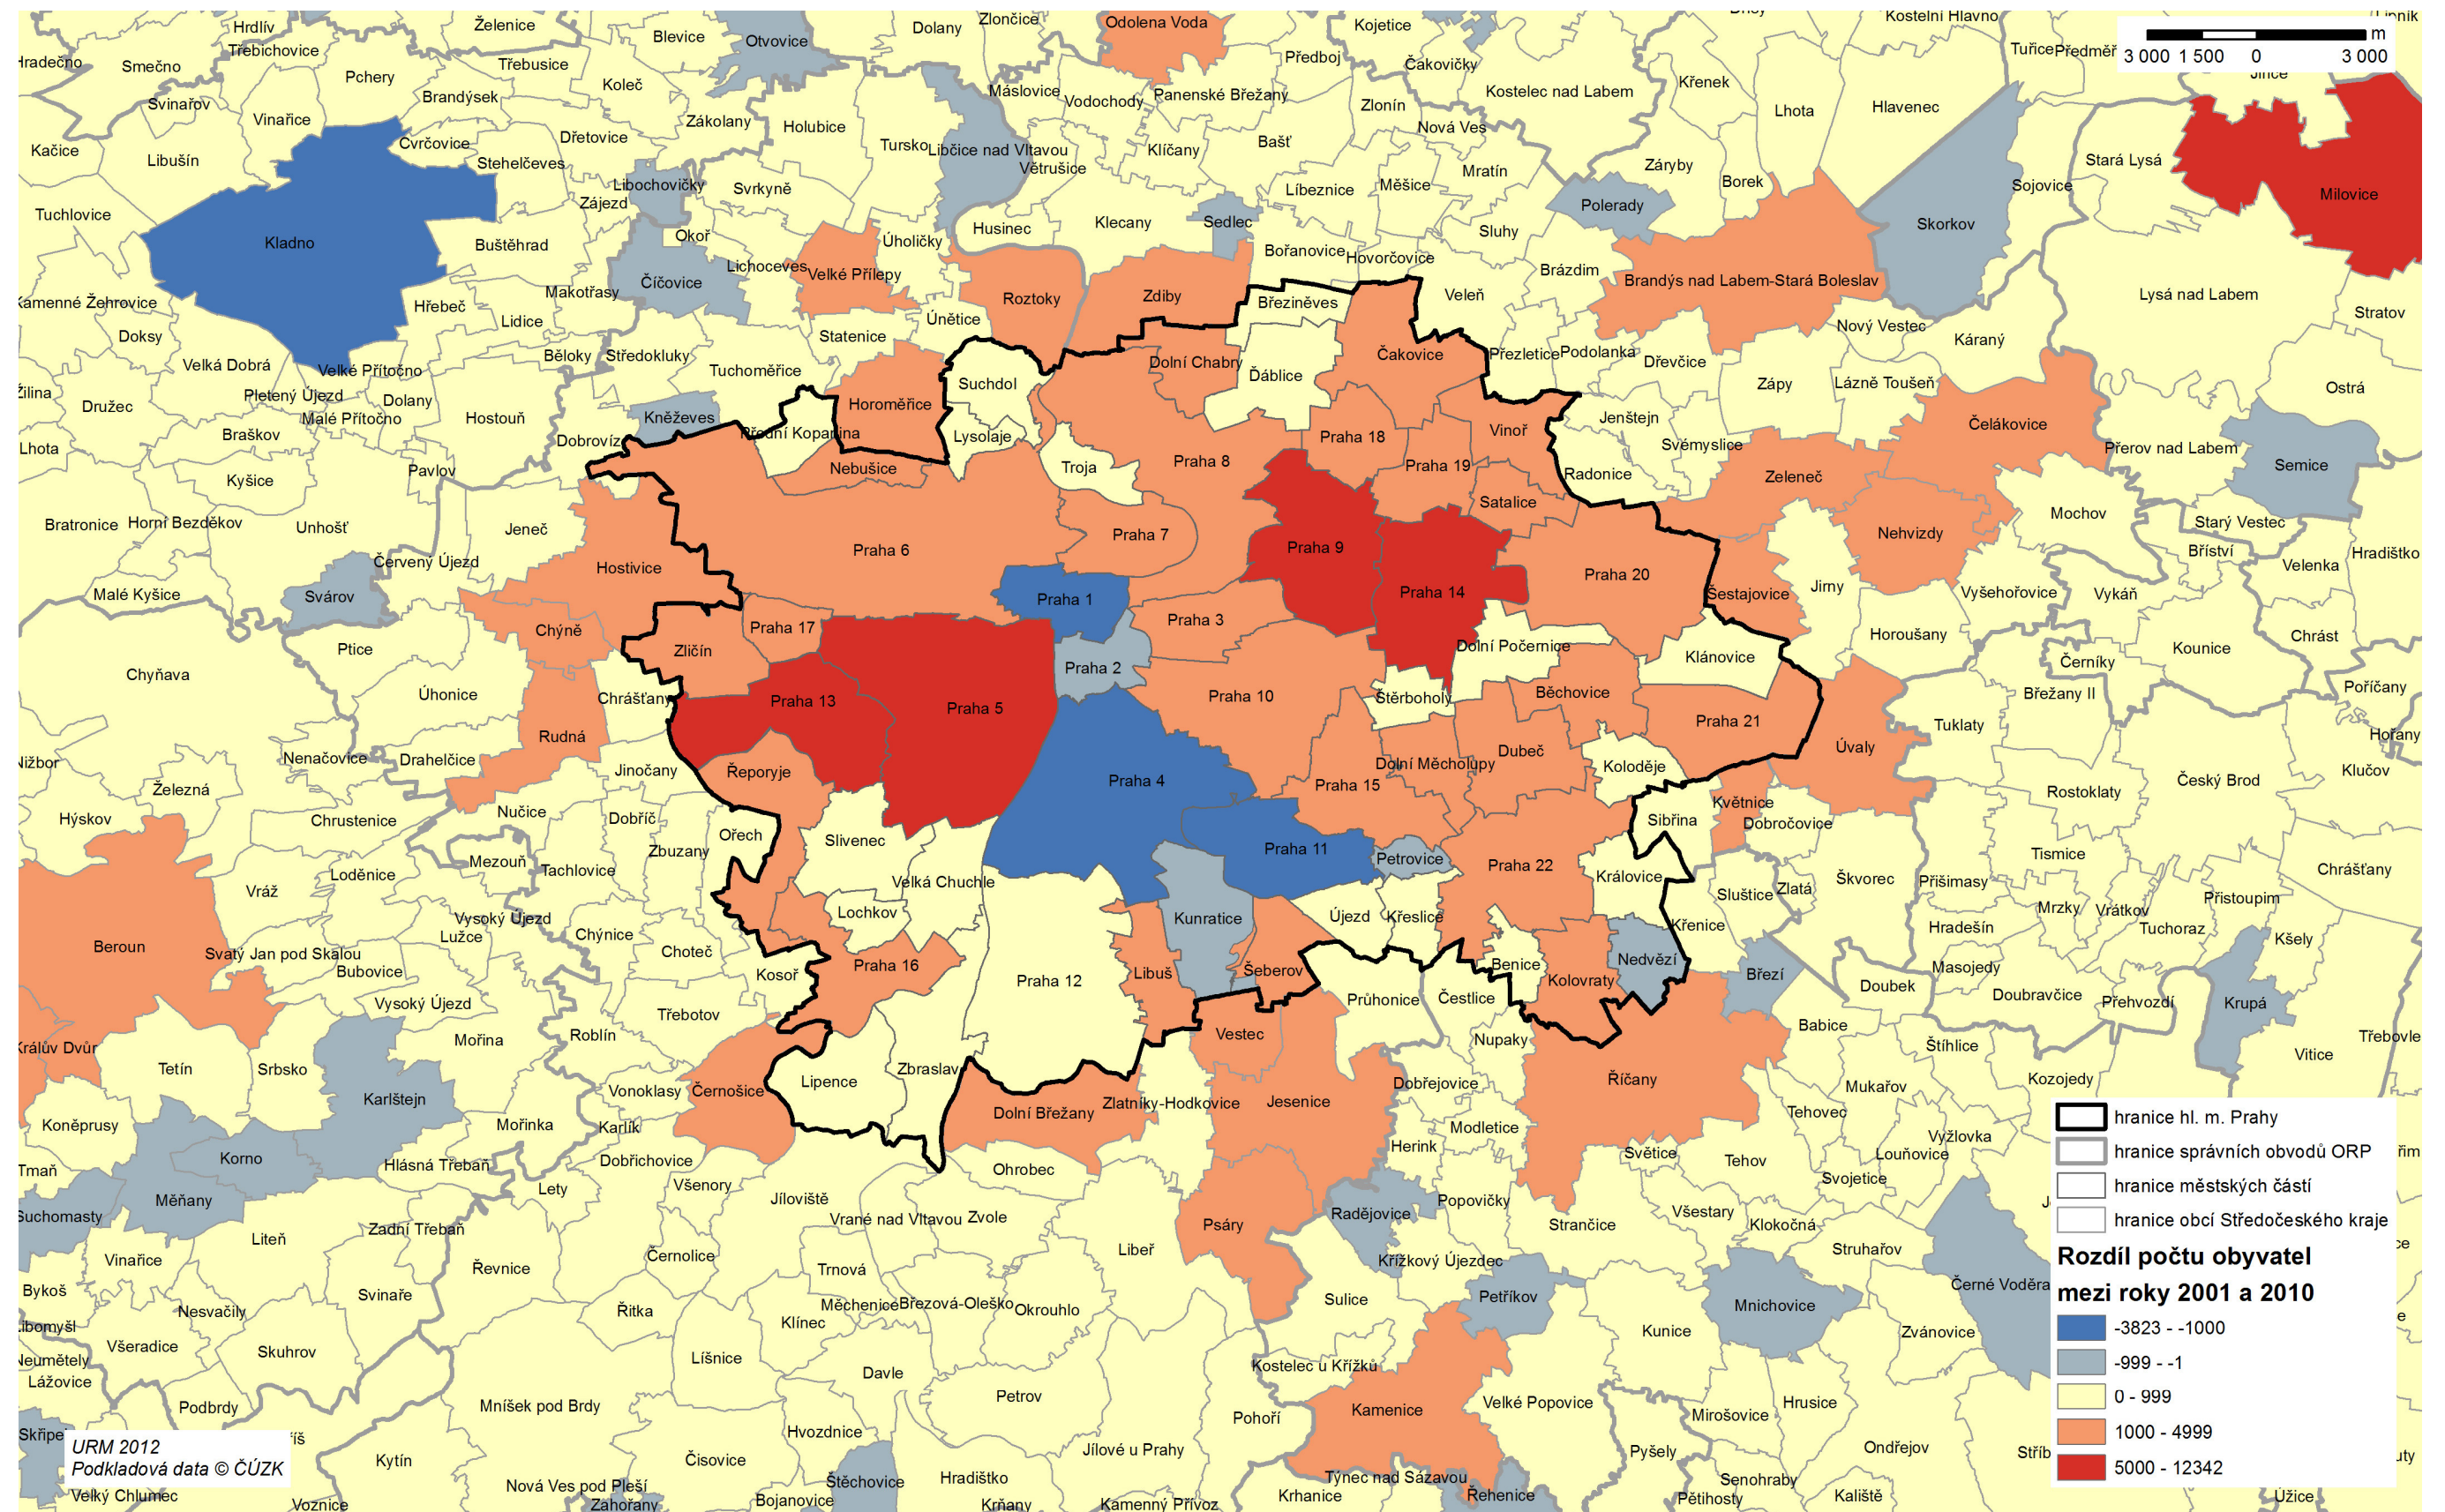 Hrdlív
Želenice
Blevice
Otvovice
Dolany
Zlončice
Odolena Voda
Kojetice
Kostelní Hlavno
Hradečno
Smečno
Třebichovice
Pchery
Třebusice
Koleč
Předboj
Čakovičky
Tuřice
m
3 000 1 500 0 3 000
Svinařov
Vinařice
Brandýsek
Zákolany
Máslovice
Vodochody
Panenské Břežany
Zlonín
Kostelec nad Labem
Křenek
Lhota
Hlavenec
Kačice
Libušín
Cvrčovice
Stehelčeves
Dřetovice
Holubice
Tursko
Libčice nad Vltavou
Větrušice
Klíčany
Bašť
Nová Ves
Mratín
Záryby
Borek
Stará Lysá
Sojovice
Milovice
Tuchlovice
Kladno
Buštěhrad
Zájezd
Libochovičky
Svrkyně
Okoř
Úholičky
Husinec
Klecany
Sedlec
Líbeznice
Měšice
Sluhy
Polerady
Skorkov
Kamenné Žehrovice
Doksy
Hřebeč
Makotřasy
Lidice
Číčovice
Lichoceves
Velké Přílepy
Roztoky
Zdiby
Bořanovice
Hovorčovice
Březiněves
Veleň
Brázdim
Brandýs nad Labem-Stará Boleslav
Lysá nad Labem
Stratov
Velká Dobrá
Velké Přítočno
Běloky
Středokluky
Statenice
Únětice
Tuchoměřice
Suchdol
Dolní Chabry
Ďáblice
Čakovice
Přezletice
Podolanka
Dřevčice
Nový Vestec
Káraný
Žilina
Družec
Pletený Újezd
Malé Přítočno
Dolany
Hostouň
Kněževes
Horoměřice
Zápy
Lázně Toušeň
Ostrá
Lhota
Braškov
Dobrovíz
Přední Kopanina
Lysolaje
Nebušice
Troja
Praha 8
Praha 18
Praha 19
Vinoř
Jenštejn
Svémyslice
Radonice
Čelákovice
Přerov nad Labem
Semice
Kyšice
Pavlov
Satalice
Zeleneč
Bratronice
Horní Bezděkov
Unhošť
Jeneč
Praha 6
Praha 7
Praha 9
Nehvizdy
Mochov
Starý Vestec
Bříství
Hradištko
Červený Újezd
Hostivice
Praha 14
Praha 20
Šestajovice
Jirny
Vyšehořovice
Vykáň
Velenka
Malé Kyšice
Svárov
Praha 1
Praha 3
Chýně
Praha 17
Zličín
Dolní Počernice
Klánovice
Horoušany
Kounice
Chrást
Černíky
Chyňava
Ptice
Úhonice
Chrášťany
Praha 13
Praha 5
Praha 2
Praha 10
Štěrboholy
Běchovice
Praha 21
Břežany II
Poříčany
Tuklaty
Nižbor
Nenačovice
Drahelčice
Rudná
Jinočany
Řeporyje
Praha 4
Praha 15
Dolní Měcholupy
Dubeč
Koloděje
Úvaly
Hořany
Český Brod
Klučov
Železná
Hýskov
Chrustenice
Nučice
Dobříč
Ořech
Slivenec
Květnice
Dobročovice
Sibřina
Rostoklaty
Loděnice
Mezouň
Tachlovice
Zbuzany
Velká Chuchle
Praha 11
Petrovice
Praha 22
Královice
Sluštice
Zlatá
Škvorec
Tismice
Přišimasy
Chrášťany
Vráž
Vysoký Újezd
Lužce
Chýnice
Lochkov
Kunratice
Újezd
Křeslice
Křenice
Mrzky
Vrátkov
Přistoupim
Tuchoraz
Hradešín
Kšely
Beroun
Svatý Jan pod Skalou
Bubovice
Choteč
Kosoř
Praha 16
Praha 12
Libuš
Šeberov
Benice
Kolovraty
Nedvězí
Březí
Masojedy
Doubek
Doubravčice
Přehvozdí
Krupá
Vysoký Újezd
Třebotov
Průhonice
Čestlice
Králův Dvůr
Tetín
Srbsko
Mořina
Roblín
Vestec
Nupaky
Babice
Štíhlice
Vitice
Třebovle
Karlštejn
Vonoklasy
Černošice
Lipence
Zbraslav
Dolní Břežany
Zlatníky-Hodkovice
Jesenice
Dobřejovice
Říčany
Mukařov
Kozojedy
Koněprusy
Mořinka
Karlík
Modletice
Herink
Tehovec
Vyžlovka
Louňovice
Tmaň
Korno
Hlásná Třebaň
Dobřichovice
Ohrobec
Světice
Tehov
Svojetice
Měňany
Lety
Všenory
Jíloviště
Suchomasty
Vrané nad Vltavou
Zvole
Psáry
Radějovice
Popovičky
Strančice
Všestary
Klokočná
Liteň
Zadní Třebaň
Vinařice
Řevnice
Černolice
Libeř
Křížkový Újezdec
Struhařov
Černé Voděra
Bykoš
Nesvačily
Svinaře
Řitka
Trnová
Měchenice
Březová-Oleško
Okrouhlo
Klínec
Sulice
Petříkov
Mnichovice
Kunice
Zvánovice
Všeradice
Skuhrov
Neumětely
Lážovice
Líšnice
Davle
Kostelec u Křížků
Petrov
Kamenice
Velké Popovice
Mirošovice
Hrusice
Podbrdy
Mníšek pod Brdy
Hvozdnice
Pohoří
Jílové u Prahy
Kytín
Čisovice
Pyšely
Ondřejov
Nová Ves pod Pleší
Štěchovice
Hradištko
Týnec nad Sázavou
Senohraby
Velký Chlumec
Voznice
Zahořany
Bojanovice
Krňany
Kamenný Přívoz
Krhanice
Řehenice
Pětihosty
Kaliště
Úžice
URM 2012
Podkladová data © ČÚZK
hranice hl. m. Prahy
hranice správních obvodů ORP
hranice městských částí
hranice obcí Středočeského kraje
Rozdíl počtu obyvatel
mezi roky 2001 a 2010
-3823 - -1000
-999 - -1
0 - 999
1000 - 4999
5000 - 12342